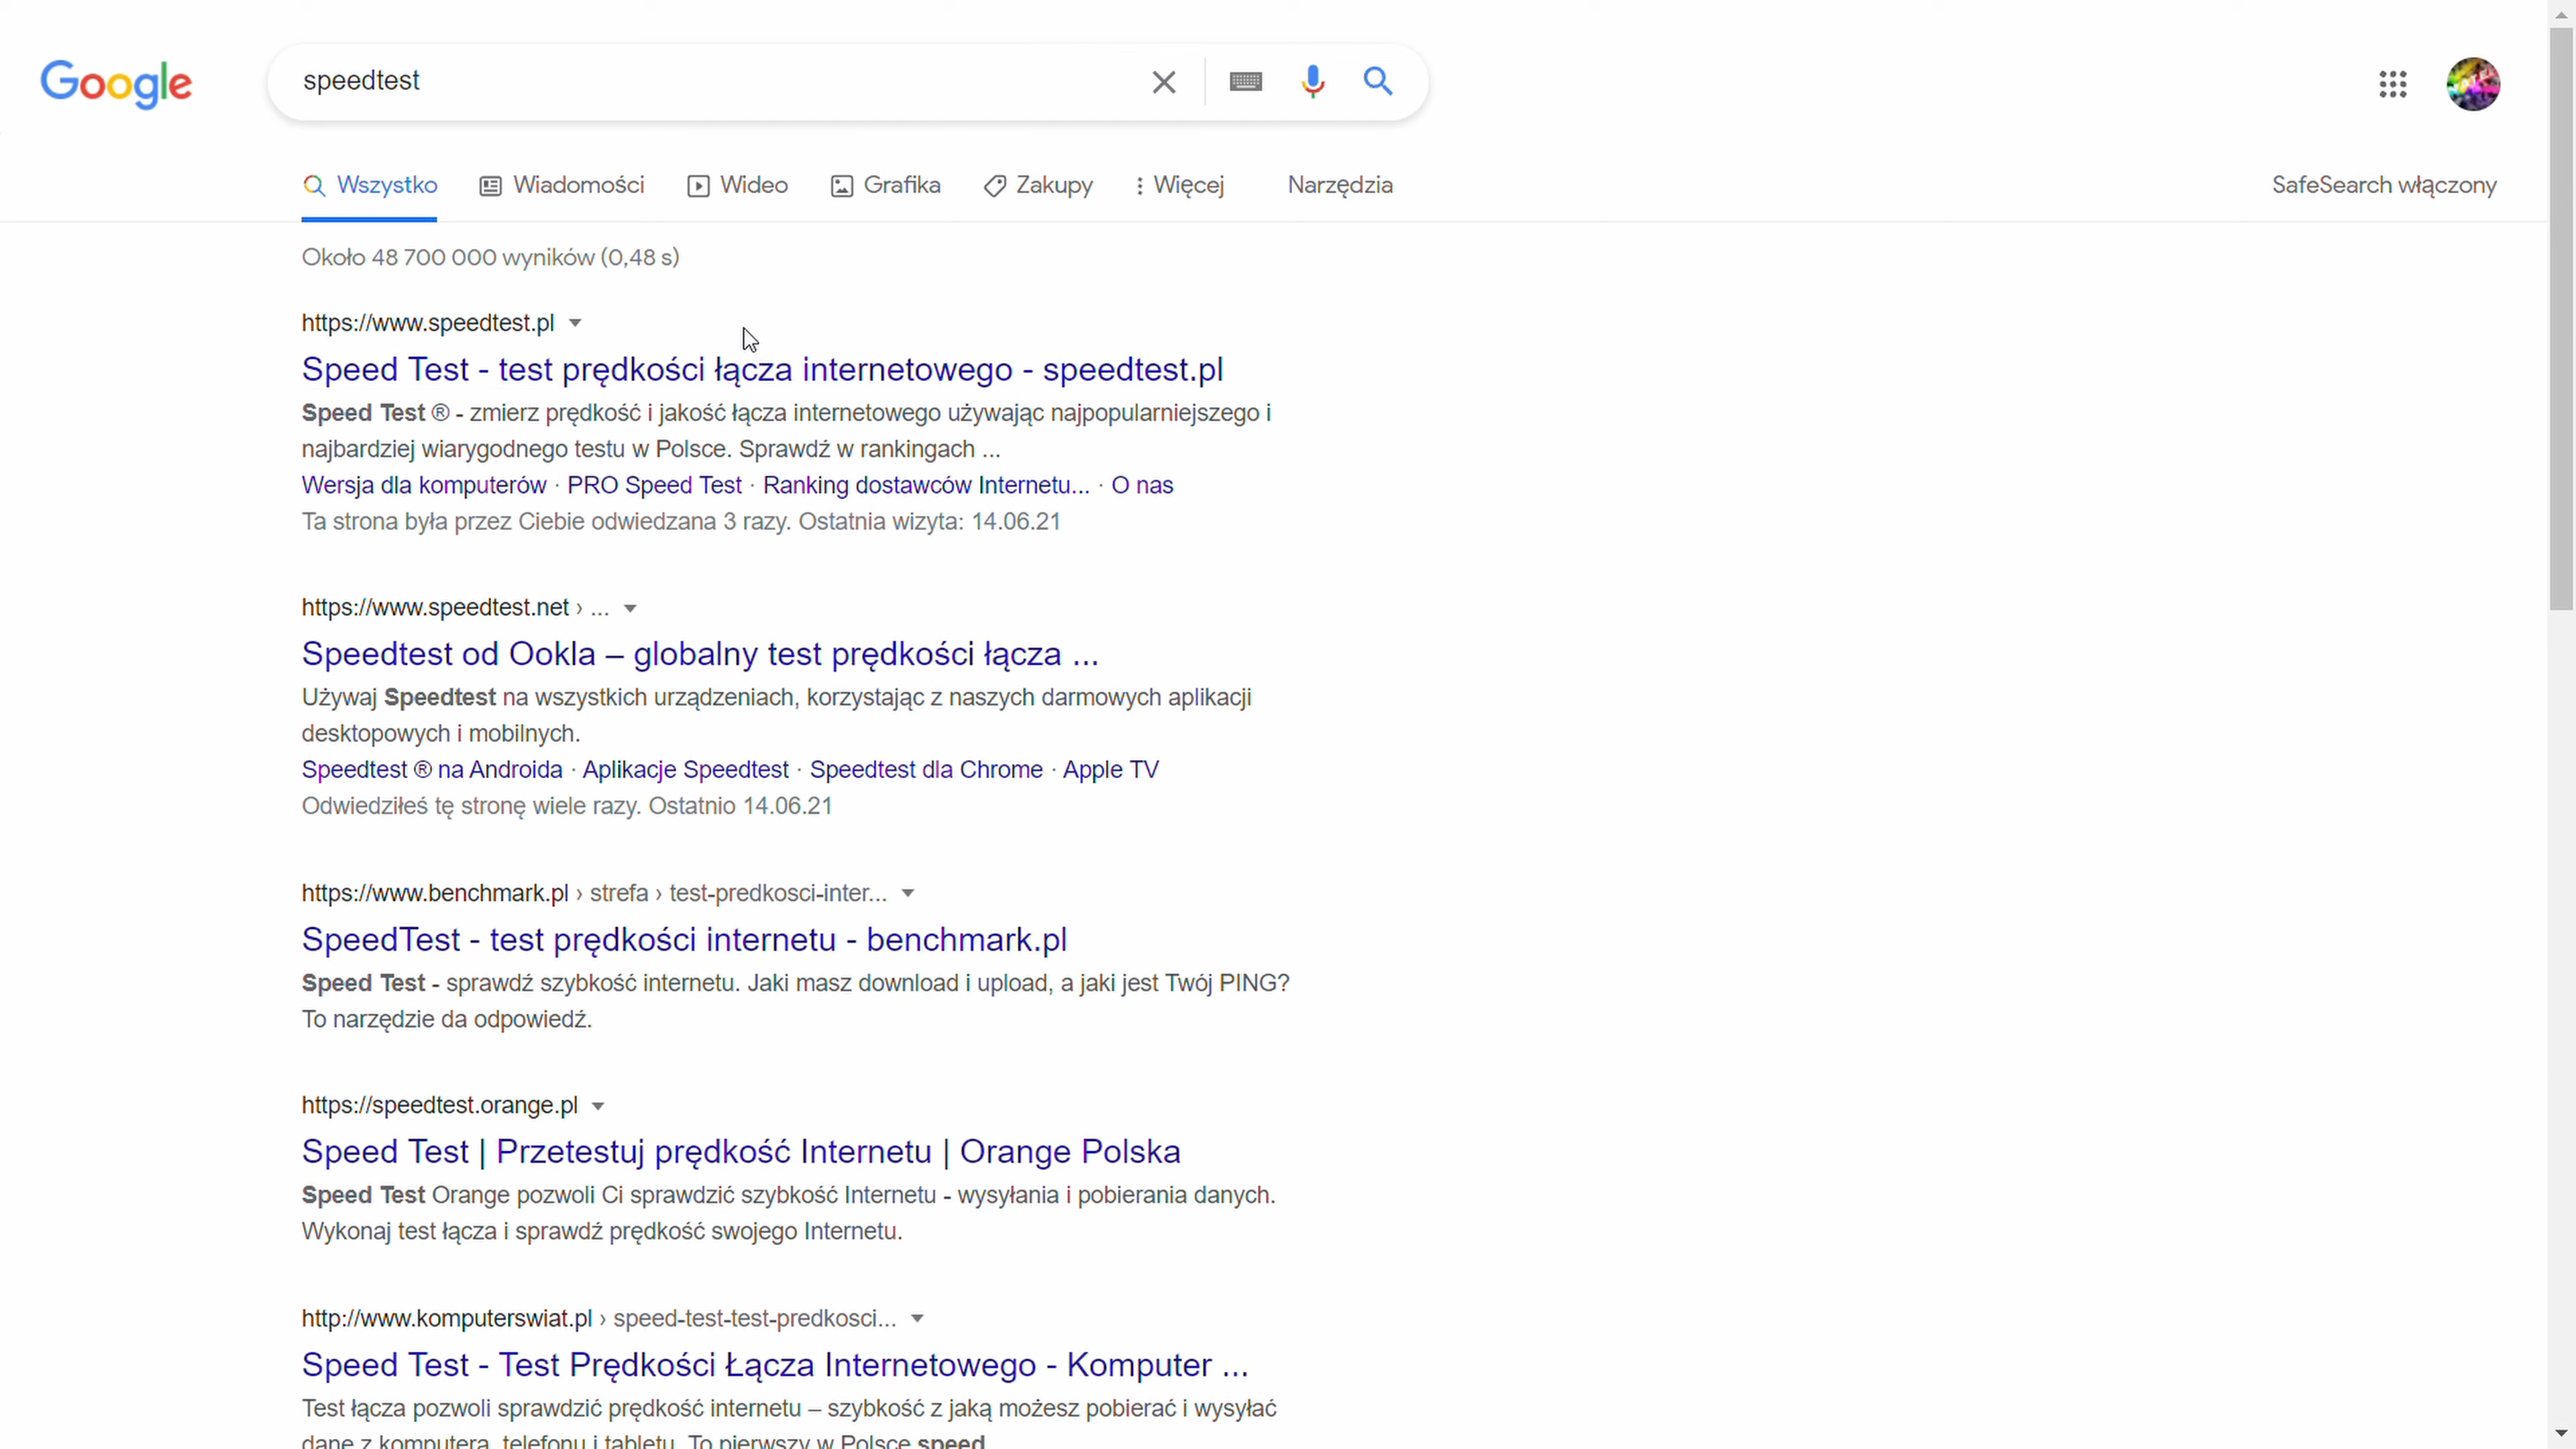 Google
speedtest
Wszystko Wiadomości Wideo Grafika Zakupy Więcej Narzędzia SafeSearch włączony
Około 48 700 000 wyników (0,48 s)
https://www.speedtest.pl
Speed Test - test prędkości łącza internetowego - speedtest.pl
Speed Test ® - zmierz prędkość i jakość łącza internetowego używając najpopularniejszego i
najbardziej wiarygodnego testu w Polsce. Sprawdź w rankingach ...
Wersja dla komputerów · PRO Speed Test · Ranking dostawców Internetu... · O nas
Ta strona była przez Ciebie odwiedzana 3 razy. Ostatnia wizyta: 14.06.21
https://www.speedtest.net › ...
Speedtest od Ookla – globalny test prędkości łącza ...
Używaj Speedtest na wszystkich urządzeniach, korzystając z naszych darmowych aplikacji
desktopowych i mobilnych.
Speedtest ® na Androida · Aplikacje Speedtest · Speedtest dla Chrome · Apple TV
Odwiedziłeś tę stronę wiele razy. Ostatnio 14.06.21
https://www.benchmark.pl › strefa › test-predkosci-inter...
SpeedTest - test prędkości internetu - benchmark.pl
Speed Test - sprawdź szybkość internetu. Jaki masz download i upload, a jaki jest Twój PING?
To narzędzie da odpowiedź.
https://speedtest.orange.pl
Speed Test | Przetestuj prędkość Internetu | Orange Polska
Speed Test Orange pozwoli Ci sprawdzić szybkość Internetu - wysyłania i pobierania danych.
Wykonaj test łącza i sprawdź prędkość swojego Internetu.
http://www.komputerswiat.pl › speed-test-test-predkosci...
Speed Test - Test Prędkości Łącza Internetowego - Komputer ...
Test łącza pozwoli sprawdzić prędkość internetu – szybkość z jaką możesz pobierać i wysyłać
dane z komputera, telefonu i tabletu. To pierwszy w Polsce speed